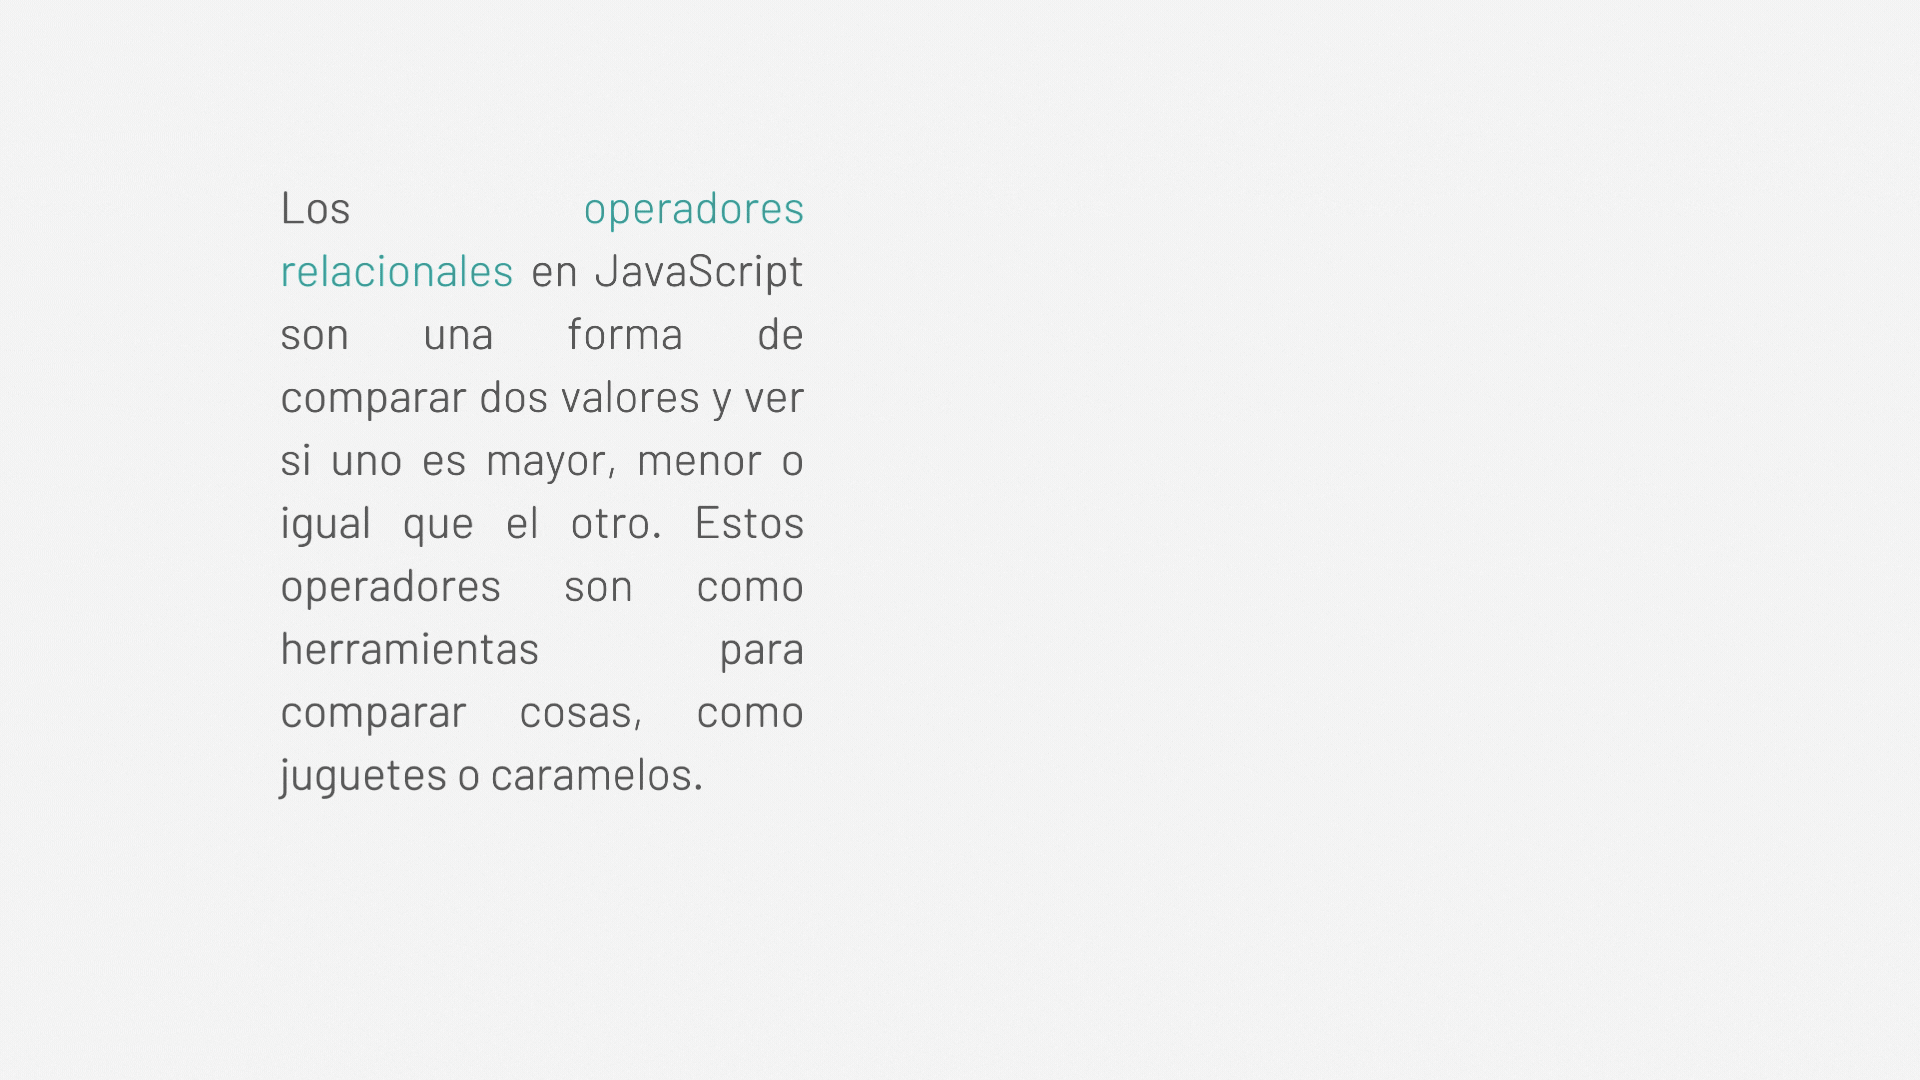 Los operadores
relacionales en JavaScript
son una forma de
comparar dos valores y ver
si uno es mayor, menor o
igual que el otro. Estos
operadores son como
herramientas para
comparar cosas, como
juguetes o caramelos.